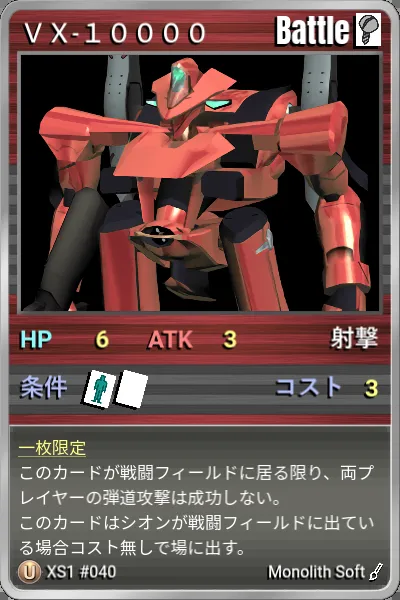 ＶＸ-１００００ Battle
HP 6 ATK 3 射撃
条件 コスト 3
一枚限定
このカードが戦闘フィールドに居る限り、両プ
レイヤーの弾道攻撃は成功しない。
このカードはシオンが戦闘フィールドに出てい
る場合コスト無しで場に出す。
U XS1 #040 Monolith Soft